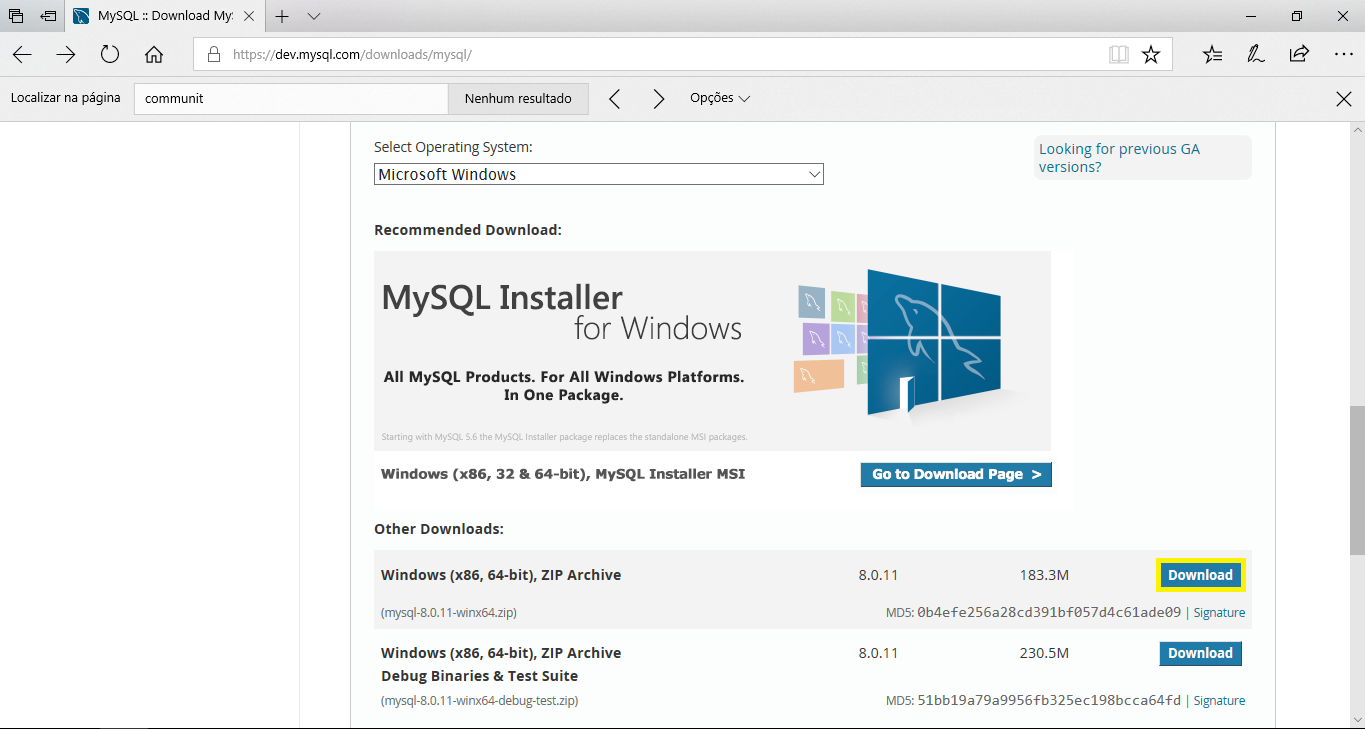 MySQL :: Download My
https://dev.mysql.com/downloads/mysql/
Localizar na página
communit
Nenhum resultado
Opções
Select Operating System:
Microsoft Windows
Looking for previous GA
versions?
Recommended Download:
MySQL Installer
for Windows
All MySQL Products. For All Windows Platforms.
In One Package.
Starting with MySQL 5.6 the MySQL Installer package replaces the standalone MSI packages.
Windows (x86, 32 & 64-bit), MySQL Installer MSI
Go to Download Page >
Other Downloads:
Windows (x86, 64-bit), ZIP Archive 8.0.11 183.3M Download
(mysql-8.0.11-winx64.zip) MD5: 0b4efe256a28cd391bf057d4c61ade09 | Signature
Windows (x86, 64-bit), ZIP Archive 8.0.11 230.5M Download
Debug Binaries & Test Suite
(mysql-8.0.11-winx64-debug-test.zip) MD5: 51bb19a79a9956fb325ec198bcca64fd | Signature